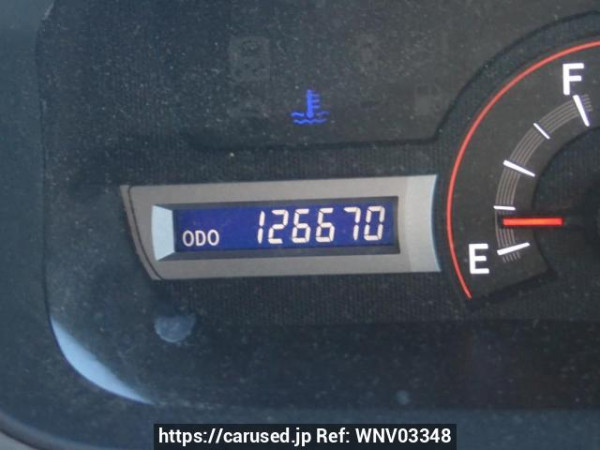 F
ODO 126670
E
https://carused.jp Ref: WNV03348